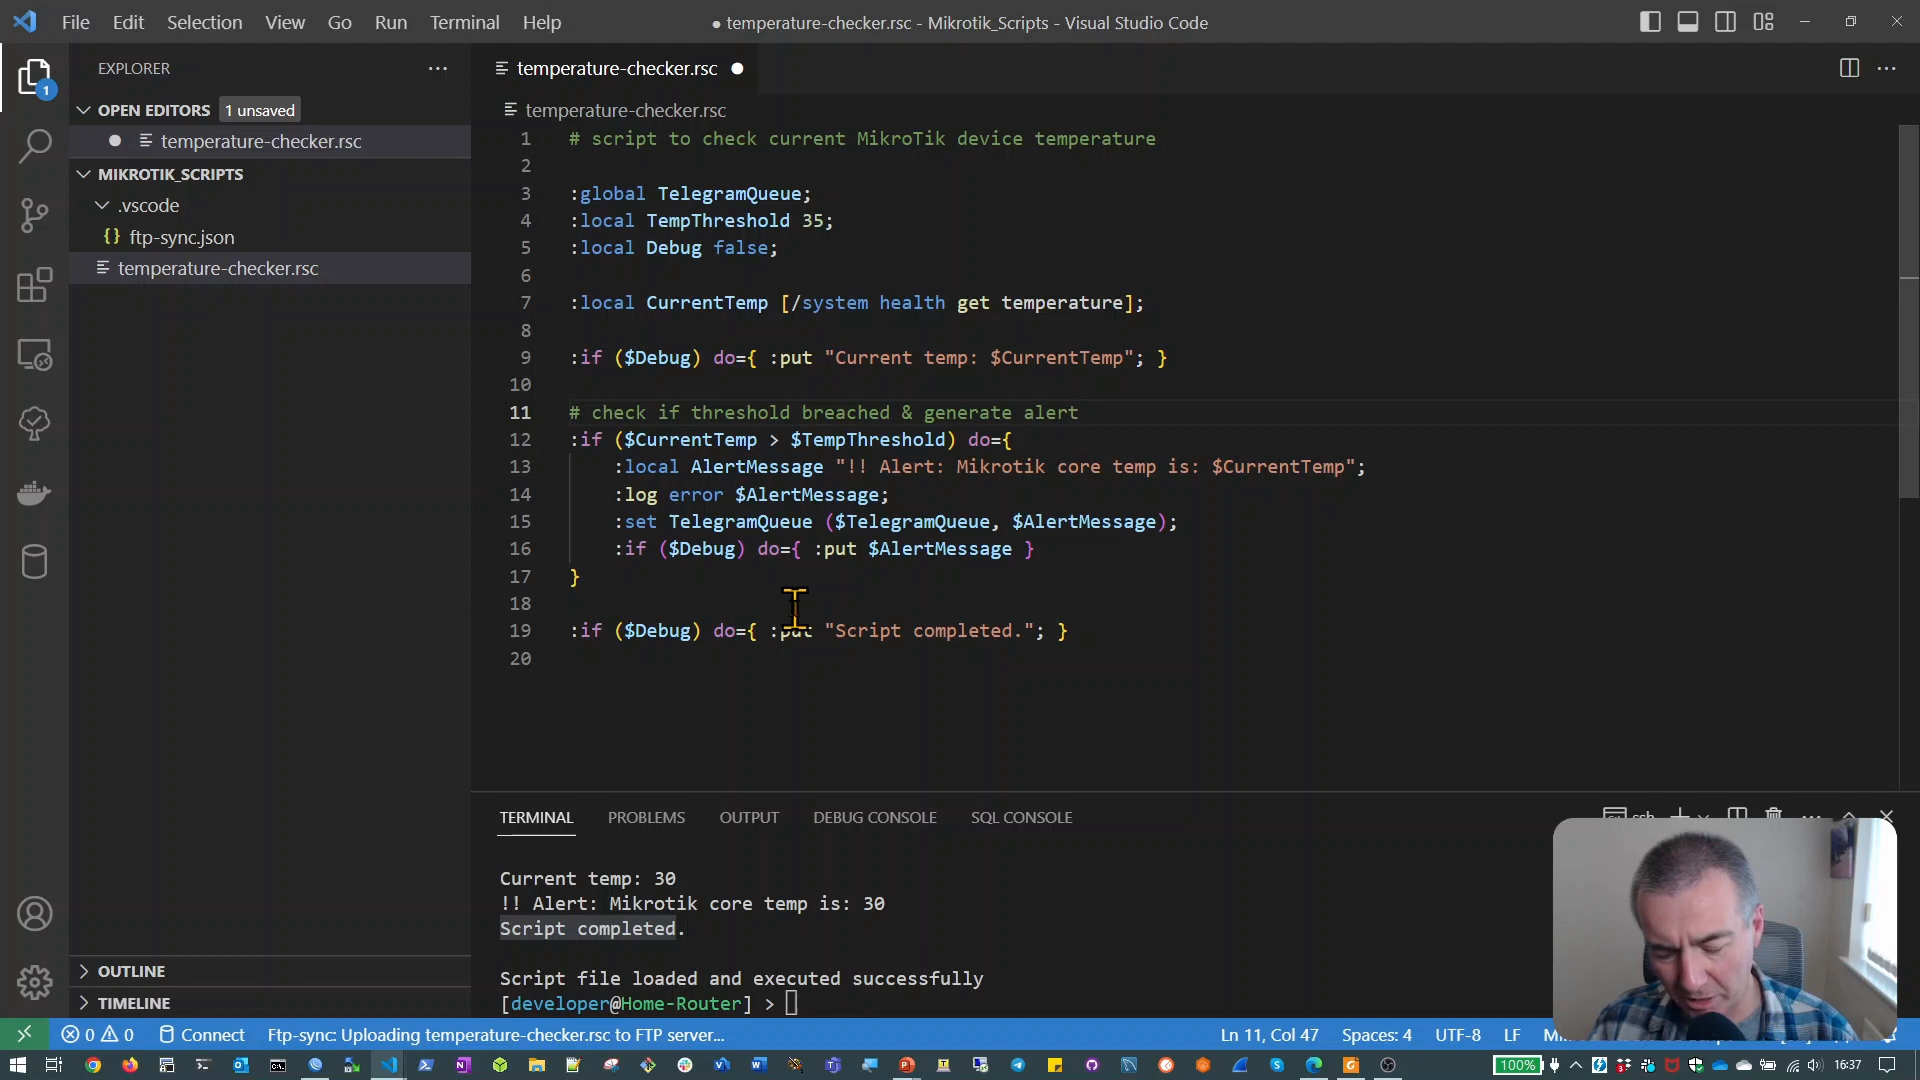 File Edit Selection View Go Run Terminal Help
● temperature-checker.rsc - Mikrotik_Scripts - Visual Studio Code
EXPLORER
OPEN EDITORS 1 unsaved
temperature-checker.rsc
MIKROTIK_SCRIPTS
.vscode
{} ftp-sync.json
temperature-checker.rsc
OUTLINE
TIMELINE
1
temperature-checker.rsc
temperature-checker.rsc
1 # script to check current MikroTik device temperature
2
3 :global TelegramQueue;
4 :local TempThreshold 35;
5 :local Debug false;
6
7 :local CurrentTemp [/system health get temperature];
8
9 :if ($Debug) do={ :put "Current temp: $CurrentTemp"; }
10
11 # check if threshold breached & generate alert
12 :if ($CurrentTemp > $TempThreshold) do={
13 :local AlertMessage "!! Alert: Mikrotik core temp is: $CurrentTemp";
14 :log error $AlertMessage;
15 :set TelegramQueue ($TelegramQueue, $AlertMessage);
16 :if ($Debug) do={ :put $AlertMessage }
17 }
18
19 :if ($Debug) do={ :put "Script completed."; }
20
TERMINAL PROBLEMS OUTPUT DEBUG CONSOLE SQL CONSOLE
Current temp: 30
!! Alert: Mikrotik core temp is: 30
Script completed.
Script file loaded and executed successfully
[developer@Home-Router] >
0 0 Connect Ftp-sync: Uploading temperature-checker.rsc to FTP server...
Ln 11, Col 47 Spaces: 4 UTF-8 LF
100% 16:37